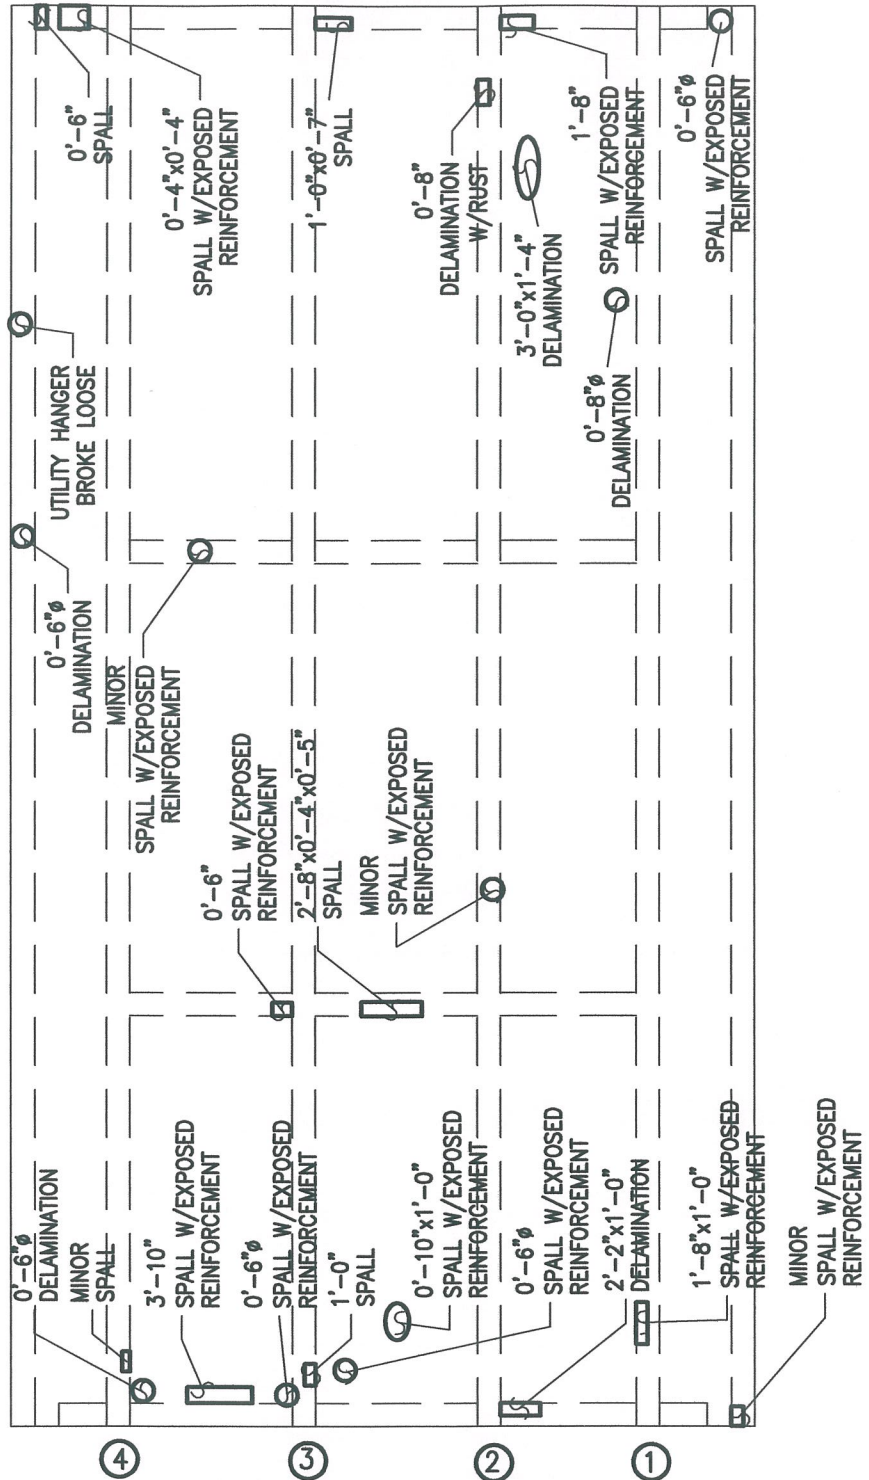 0'-6"
SPALL
0'-4"x0'-4"
SPALL W/EXPOSED
REINFORCEMENT
1'-0"x0'-7"
SPALL
0'-8"
DELAMINATION
W/RUST
3'-0"x1'-4"
DELAMINATION
1'-8"
SPALL W/EXPOSED
REINFORCEMENT
0'-6"ø
SPALL W/EXPOSED
REINFORCEMENT
UTILITY HANGER
BROKE LOOSE
0'-8"ø
DELAMINATION
0'-6"ø
DELAMINATION
MINOR
SPALL W/EXPOSED
REINFORCEMENT
0'-6"
SPALL W/EXPOSED
REINFORCEMENT
2'-8"x0'-4"x0'-5"
SPALL
MINOR
SPALL W/EXPOSED
REINFORCEMENT
0'-6"ø
DELAMINATION
MINOR
SPALL
3'-10"
SPALL W/EXPOSED
REINFORCEMENT
0'-6"ø
SPALL W/EXPOSED
REINFORCEMENT
1'-0"
SPALL
0'-10"x1'-0"
SPALL W/EXPOSED
REINFORCEMENT
0'-6"ø
SPALL W/EXPOSED
REINFORCEMENT
2'-2"x1'-0"
DELAMINATION
1'-8"x1'-0"
SPALL W/EXPOSED
REINFORCEMENT
MINOR
SPALL W/EXPOSED
REINFORCEMENT
4
3
2
1